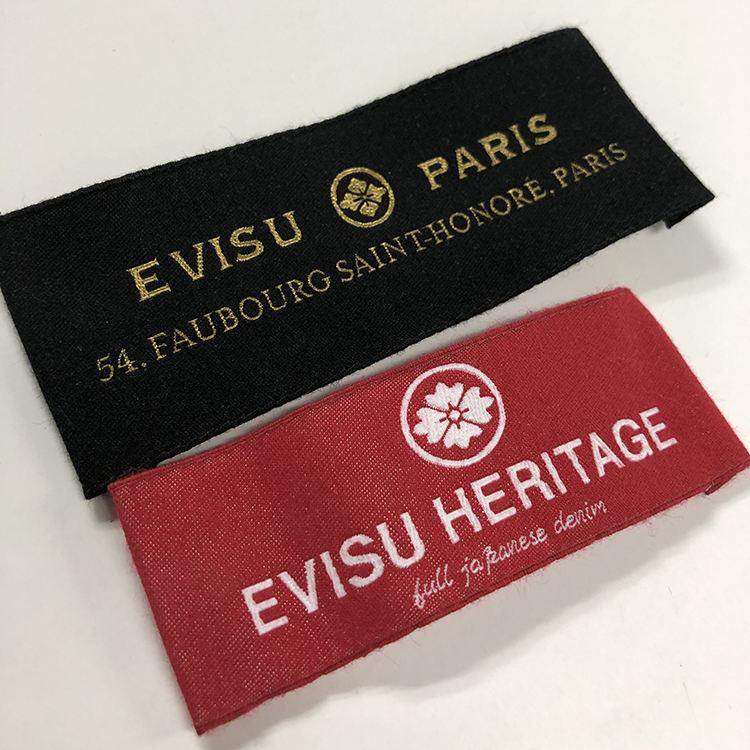 EVISU PARIS
54, FAUBOURG SAINT-HONORÉ, PARIS
EVISU HERITAGE
full japanese denim